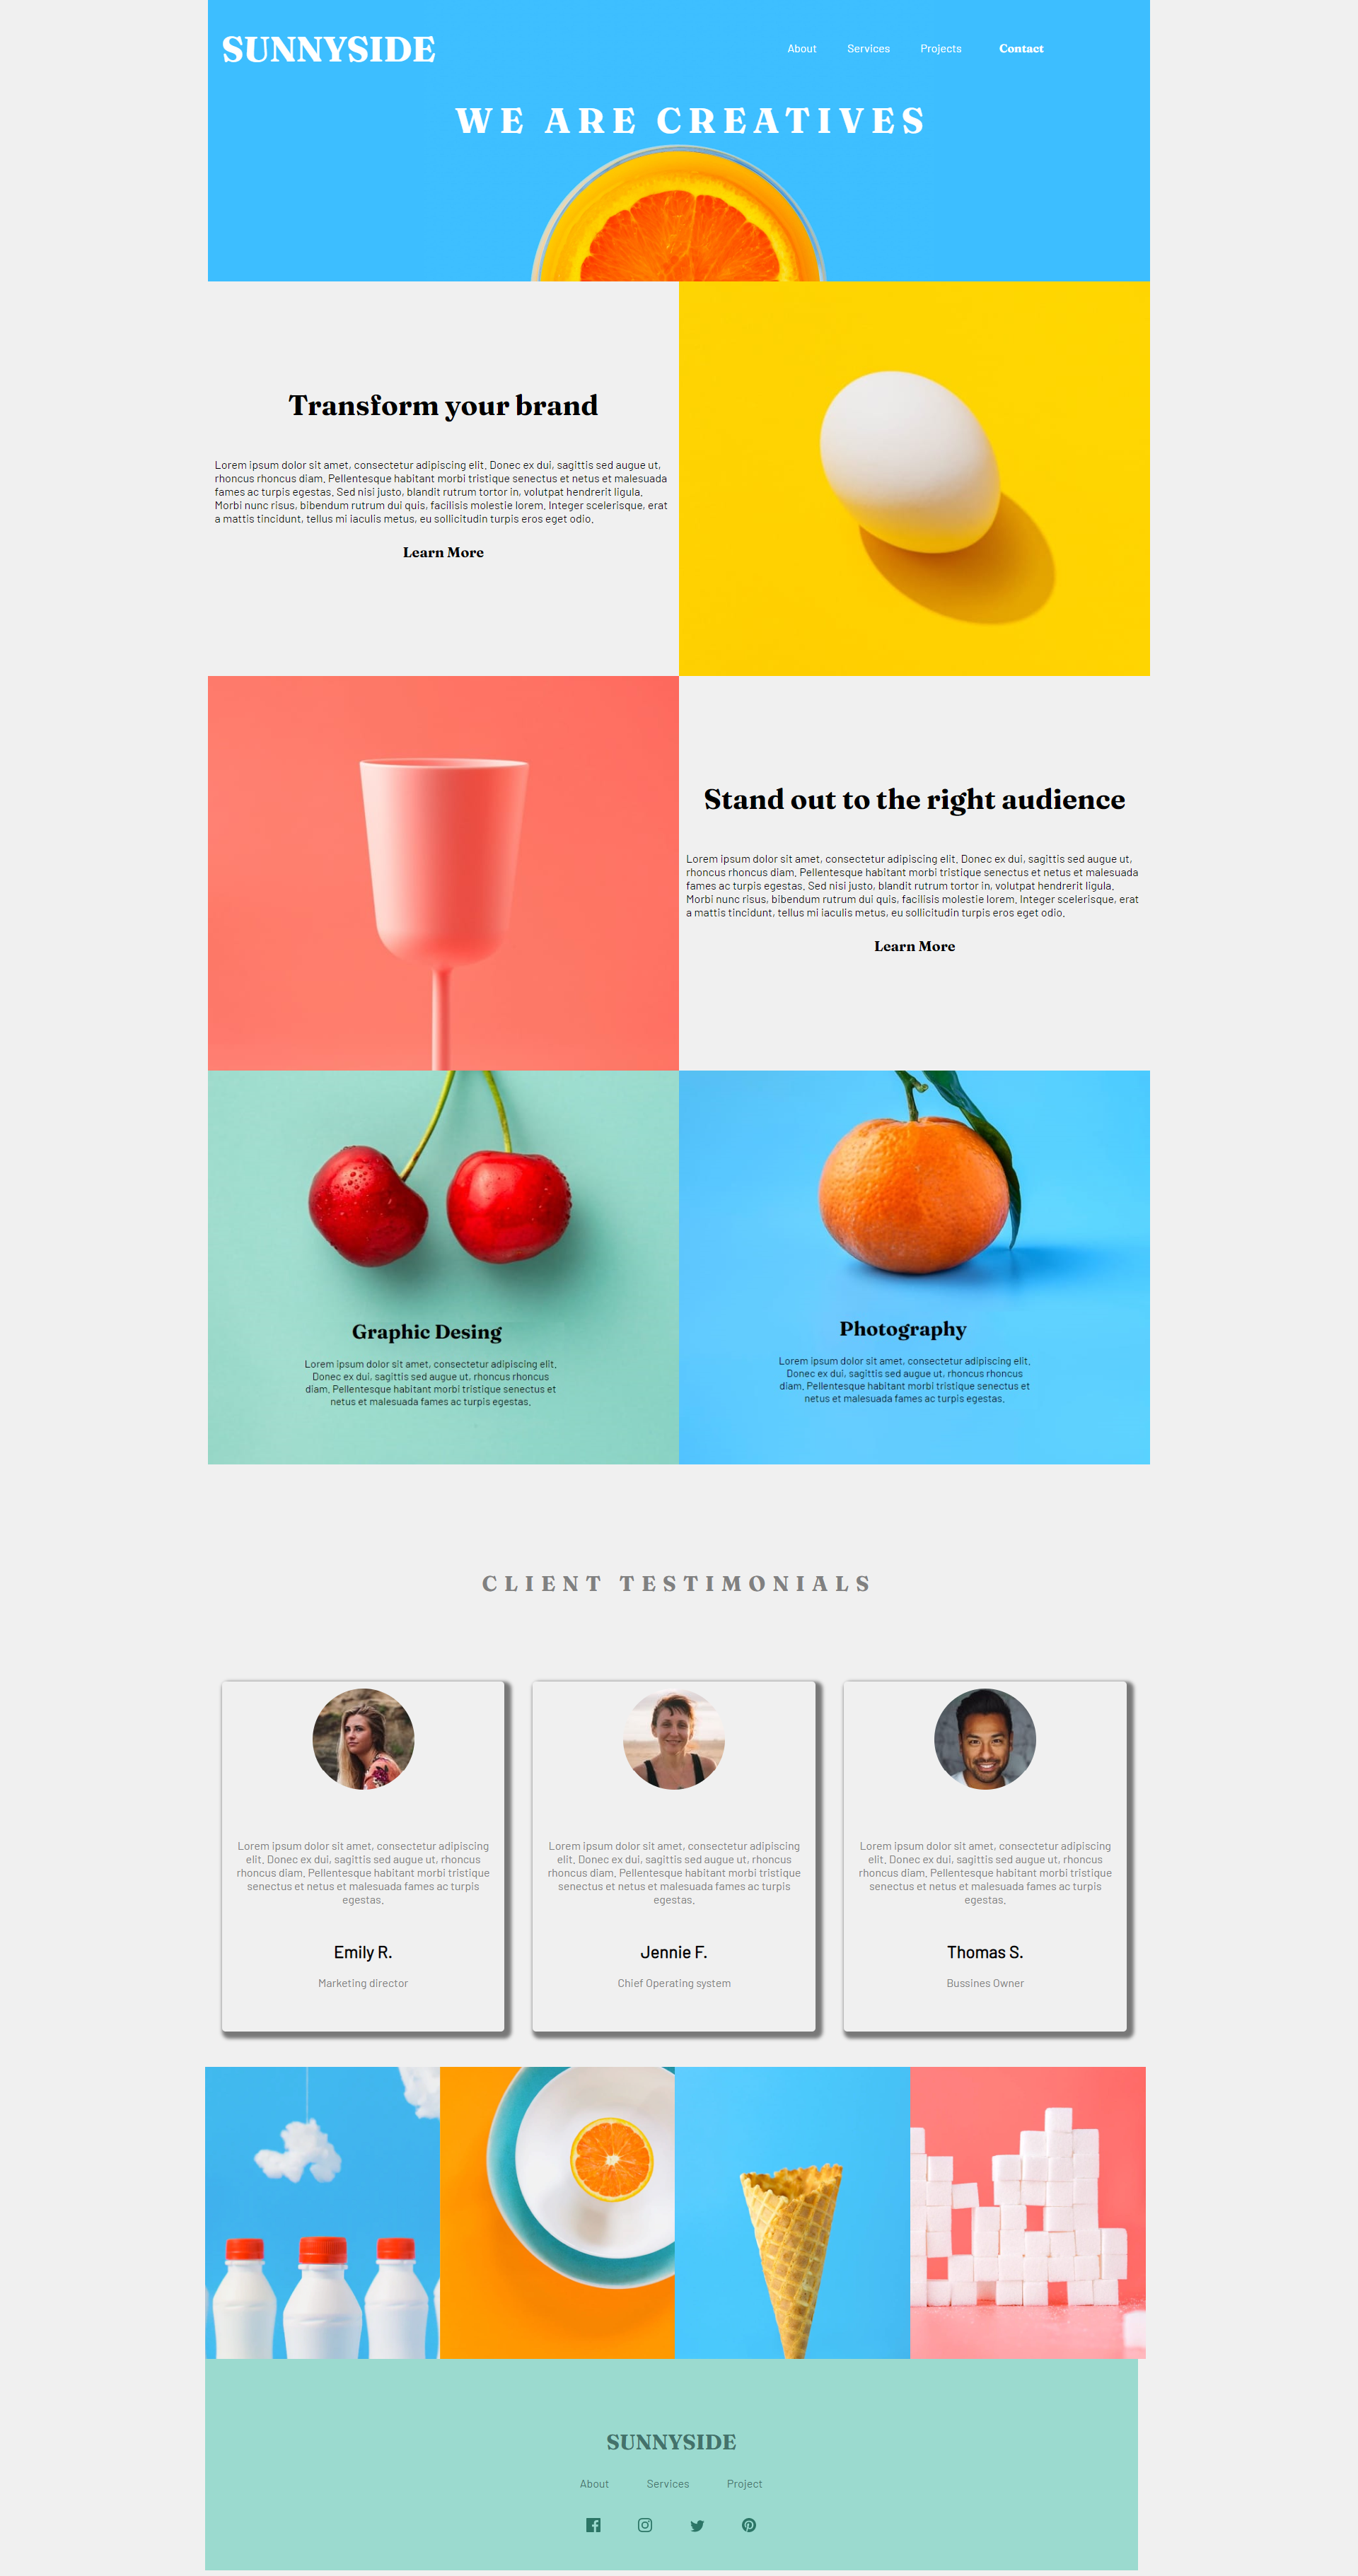 SUNNYSIDE
About Services Projects Contact
WE ARE CREATIVES
Transform your brand
Lorem ipsum dolor sit amet, consectetur adipiscing elit. Donec ex dui, sagittis sed augue ut,
rhoncus rhoncus diam. Pellentesque habitant morbi tristique senectus et netus et malesuada
fames ac turpis egestas. Sed nisi justo, blandit rutrum tortor in, volutpat hendrerit ligula.
Morbi nunc risus, bibendum rutrum dui quis, facilisis molestie lorem. Integer scelerisque, erat
a mattis tincidunt, tellus mi iaculis metus, eu sollicitudin turpis eros eget odio.
Learn More
Stand out to the right audience
Lorem ipsum dolor sit amet, consectetur adipiscing elit. Donec ex dui, sagittis sed augue ut,
rhoncus rhoncus diam. Pellentesque habitant morbi tristique senectus et netus et malesuada
fames ac turpis egestas. Sed nisi justo, blandit rutrum tortor in, volutpat hendrerit ligula.
Morbi nunc risus, bibendum rutrum dui quis, facilisis molestie lorem. Integer scelerisque, erat
a mattis tincidunt, tellus mi iaculis metus, eu sollicitudin turpis eros eget odio.
Learn More
Graphic Desing
Lorem ipsum dolor sit amet, consectetur adipiscing elit.
Donec ex dui, sagittis sed augue ut, rhoncus rhoncus
diam. Pellentesque habitant morbi tristique senectus et
netus et malesuada fames ac turpis egestas.
Photography
Lorem ipsum dolor sit amet, consectetur adipiscing elit.
Donec ex dui, sagittis sed augue ut, rhoncus rhoncus
diam. Pellentesque habitant morbi tristique senectus et
netus et malesuada fames ac turpis egestas.
CLIENT TESTIMONIALS
Lorem ipsum dolor sit amet, consectetur adipiscing
elit. Donec ex dui, sagittis sed augue ut, rhoncus
rhoncus diam. Pellentesque habitant morbi tristique
senectus et netus et malesuada fames ac turpis
egestas.
Emily R.
Marketing director
Lorem ipsum dolor sit amet, consectetur adipiscing
elit. Donec ex dui, sagittis sed augue ut, rhoncus
rhoncus diam. Pellentesque habitant morbi tristique
senectus et netus et malesuada fames ac turpis
egestas.
Jennie F.
Chief Operating system
Lorem ipsum dolor sit amet, consectetur adipiscing
elit. Donec ex dui, sagittis sed augue ut, rhoncus
rhoncus diam. Pellentesque habitant morbi tristique
senectus et netus et malesuada fames ac turpis
egestas.
Thomas S.
Bussines Owner
SUNNYSIDE
About Services Project